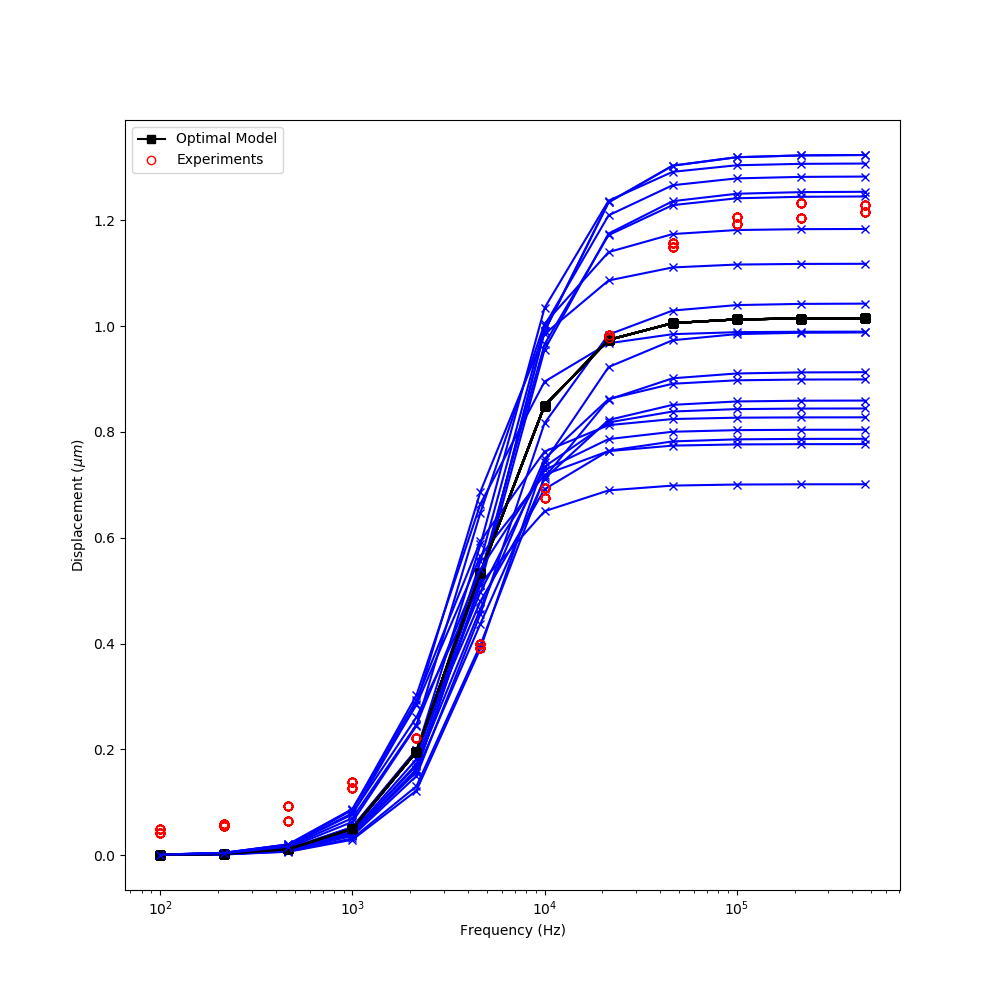 Optimal Model
Experiments
1.2
1.0
0.8
0.6
0.4
0.2
0.0
Displacement (μm)
10² 10³ 10⁴ 10⁵
Frequency (Hz)